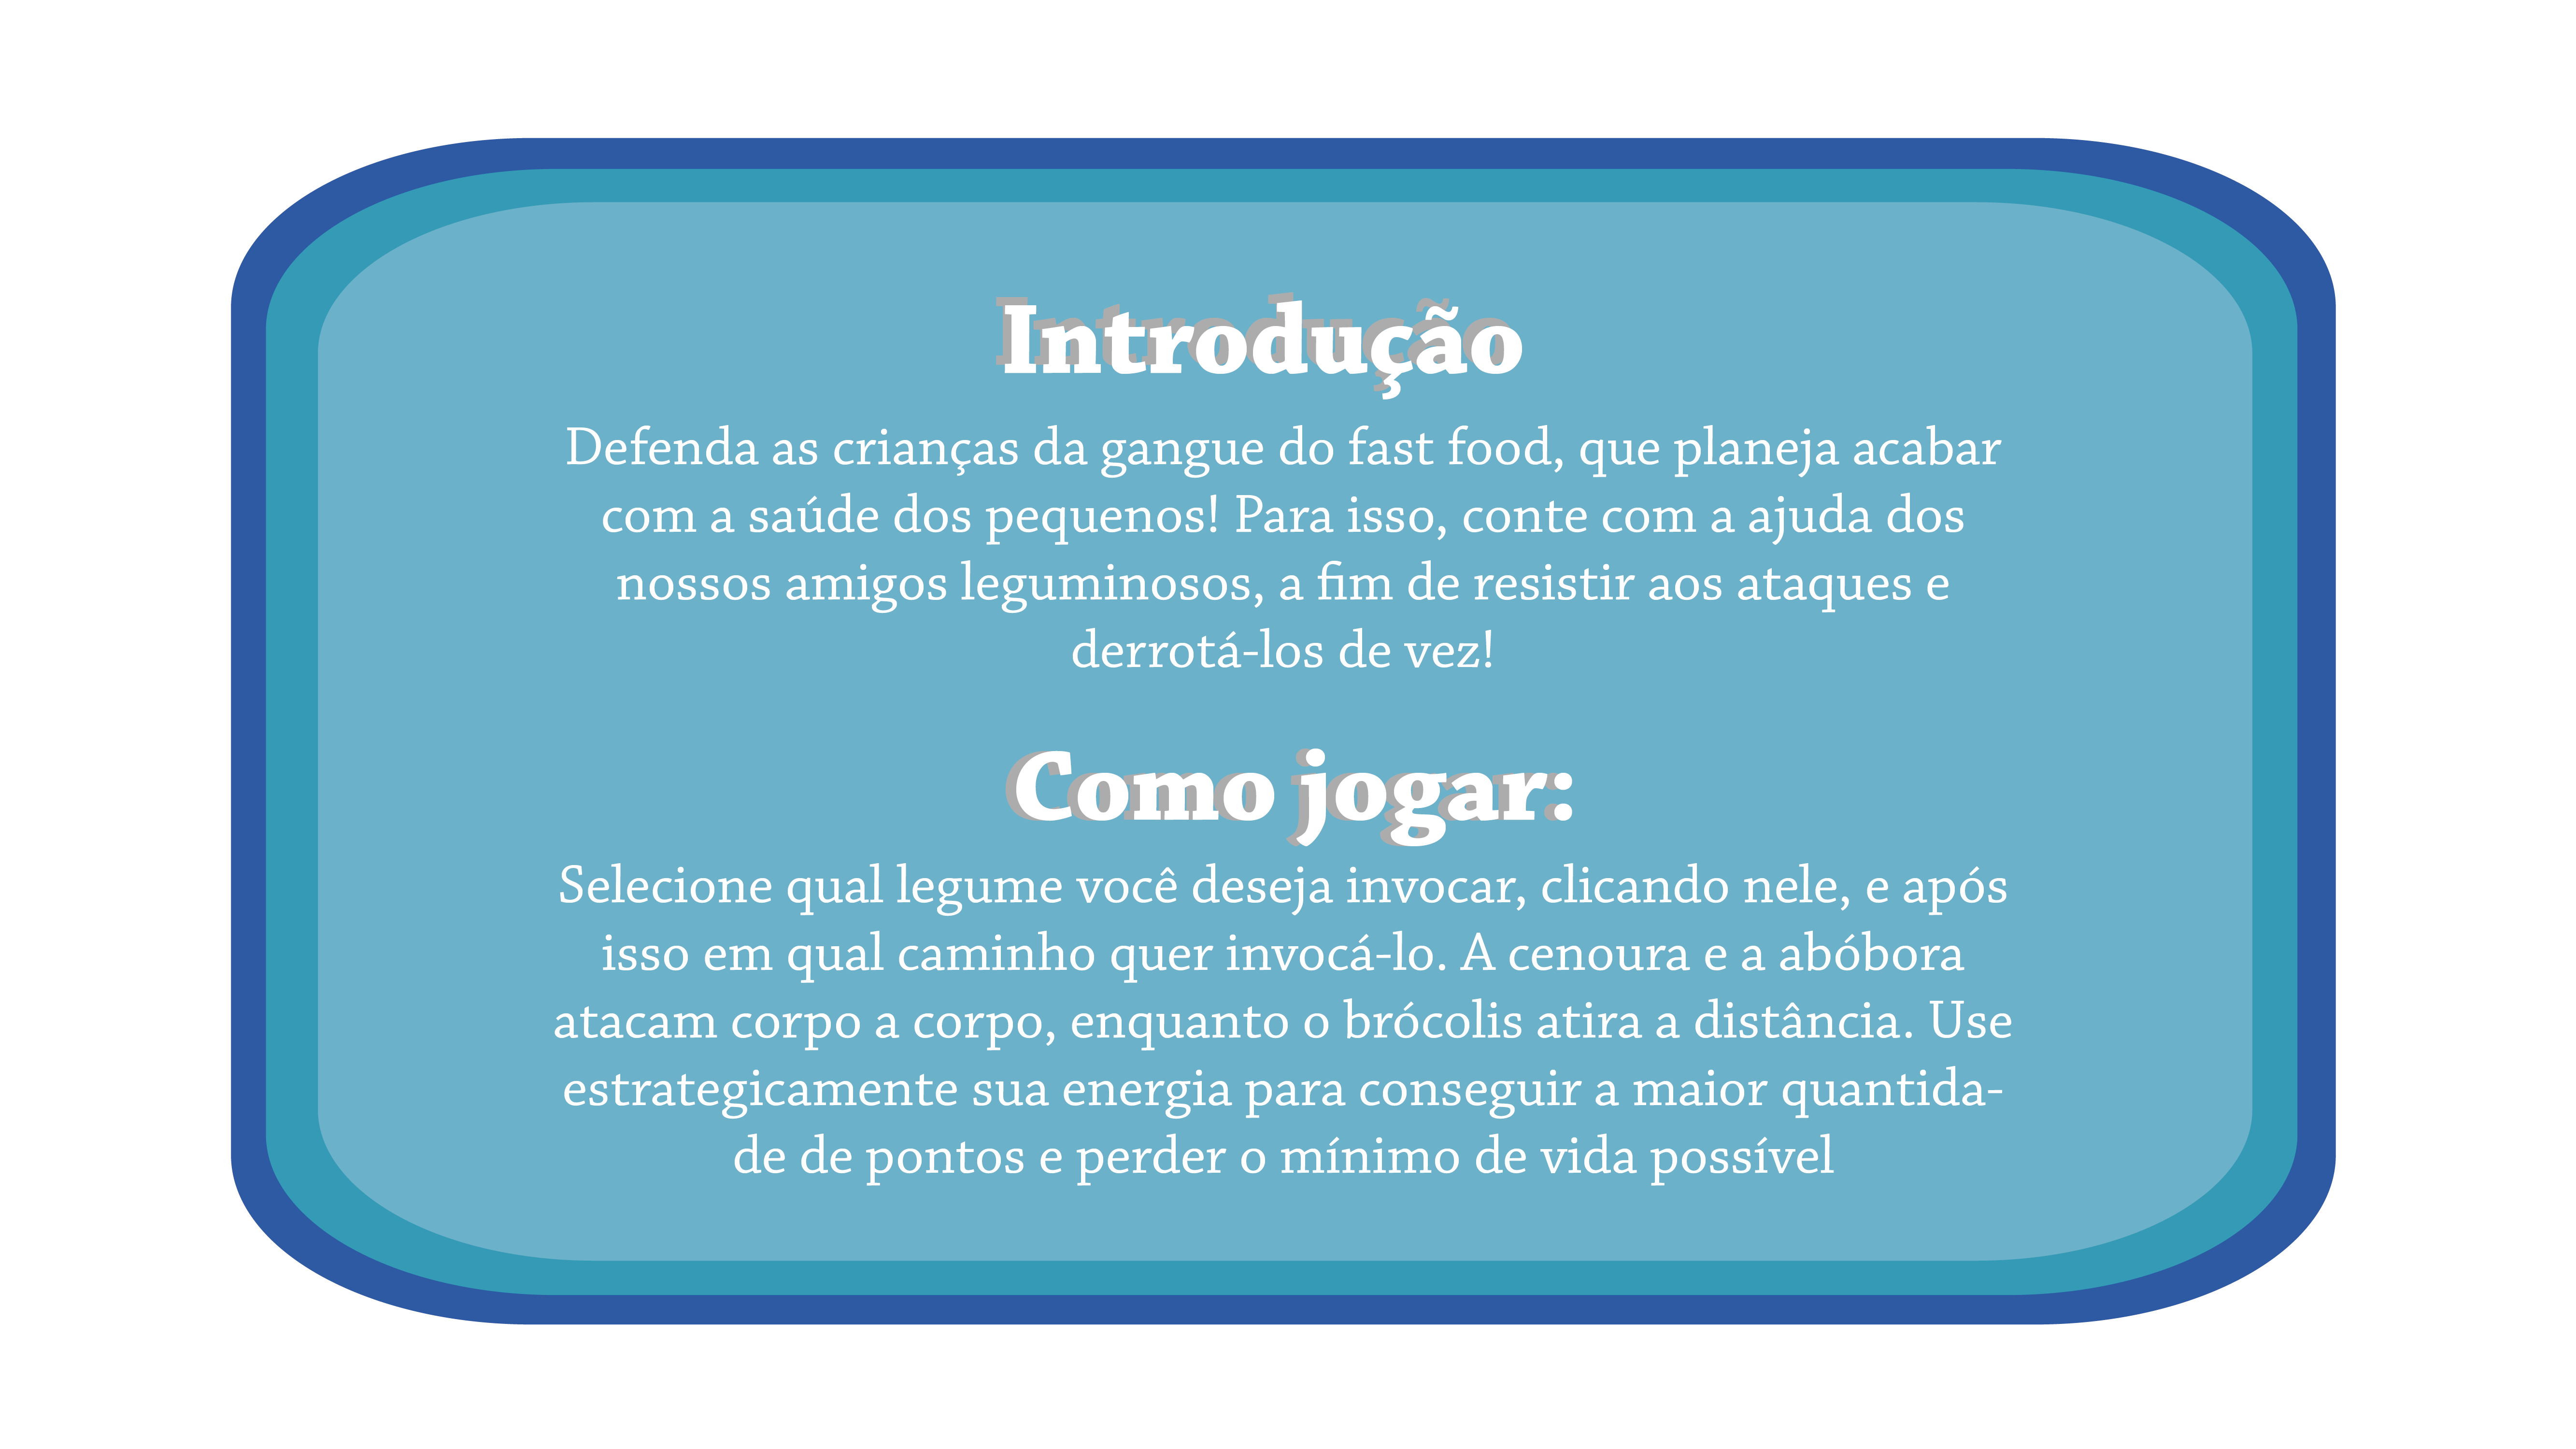 Introdução
Defenda as crianças da gangue do fast food, que planeja acabar
com a saúde dos pequenos! Para isso, conte com a ajuda dos
nossos amigos leguminosos, a fim de resistir aos ataques e
derrotá-los de vez!
Como jogar:
Selecione qual legume você deseja invocar, clicando nele, e após
isso em qual caminho quer invocá-lo. A cenoura e a abóbora
atacam corpo a corpo, enquanto o brócolis atira a distância. Use
estrategicamente sua energia para conseguir a maior quantida-
de de pontos e perder o mínimo de vida possível